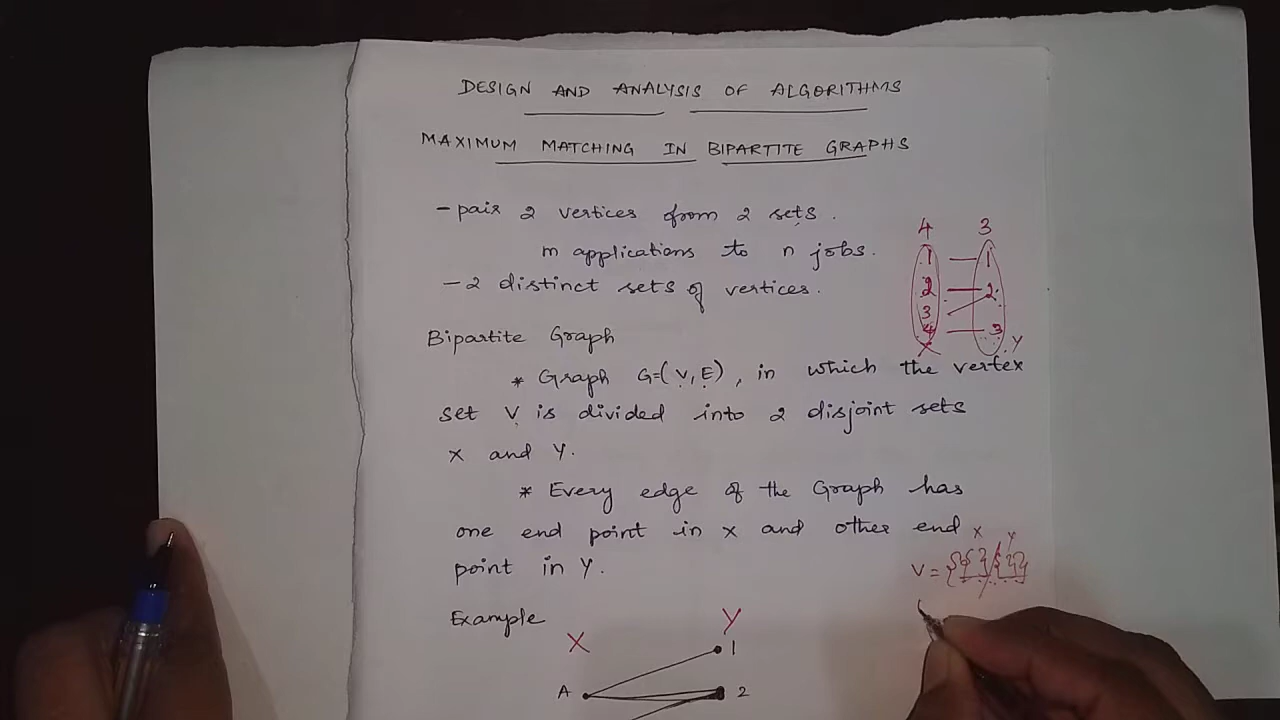 DESIGN AND ANALYSIS OF ALGORITHMS
MAXIMUM MATCHING IN BIPARTITE GRAPHS
- pair 2 vertices from 2 sets.
m applications to n jobs.
- 2 distinct sets of vertices.
4 3
1 1
2 2
3
4 3
X Y
Bipartite Graph
* Graph G=(V,E), in which the vertex
set V is divided into 2 disjoint sets
X and Y.
* Every edge of the Graph has
one end point in X and other end
point in Y.
X Y
V = {{ } { }}
Example
X Y
1
A 2